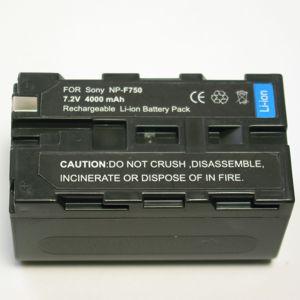 FOR Sony NP-F750
7.2V 4000 mAh
Rechargeable Li-ion Battery Pack
Li-ion
CAUTION:DO NOT CRUSH ,DISASSEMBLE,
INCINERATE OR DISPOSE OF IN FIRE.